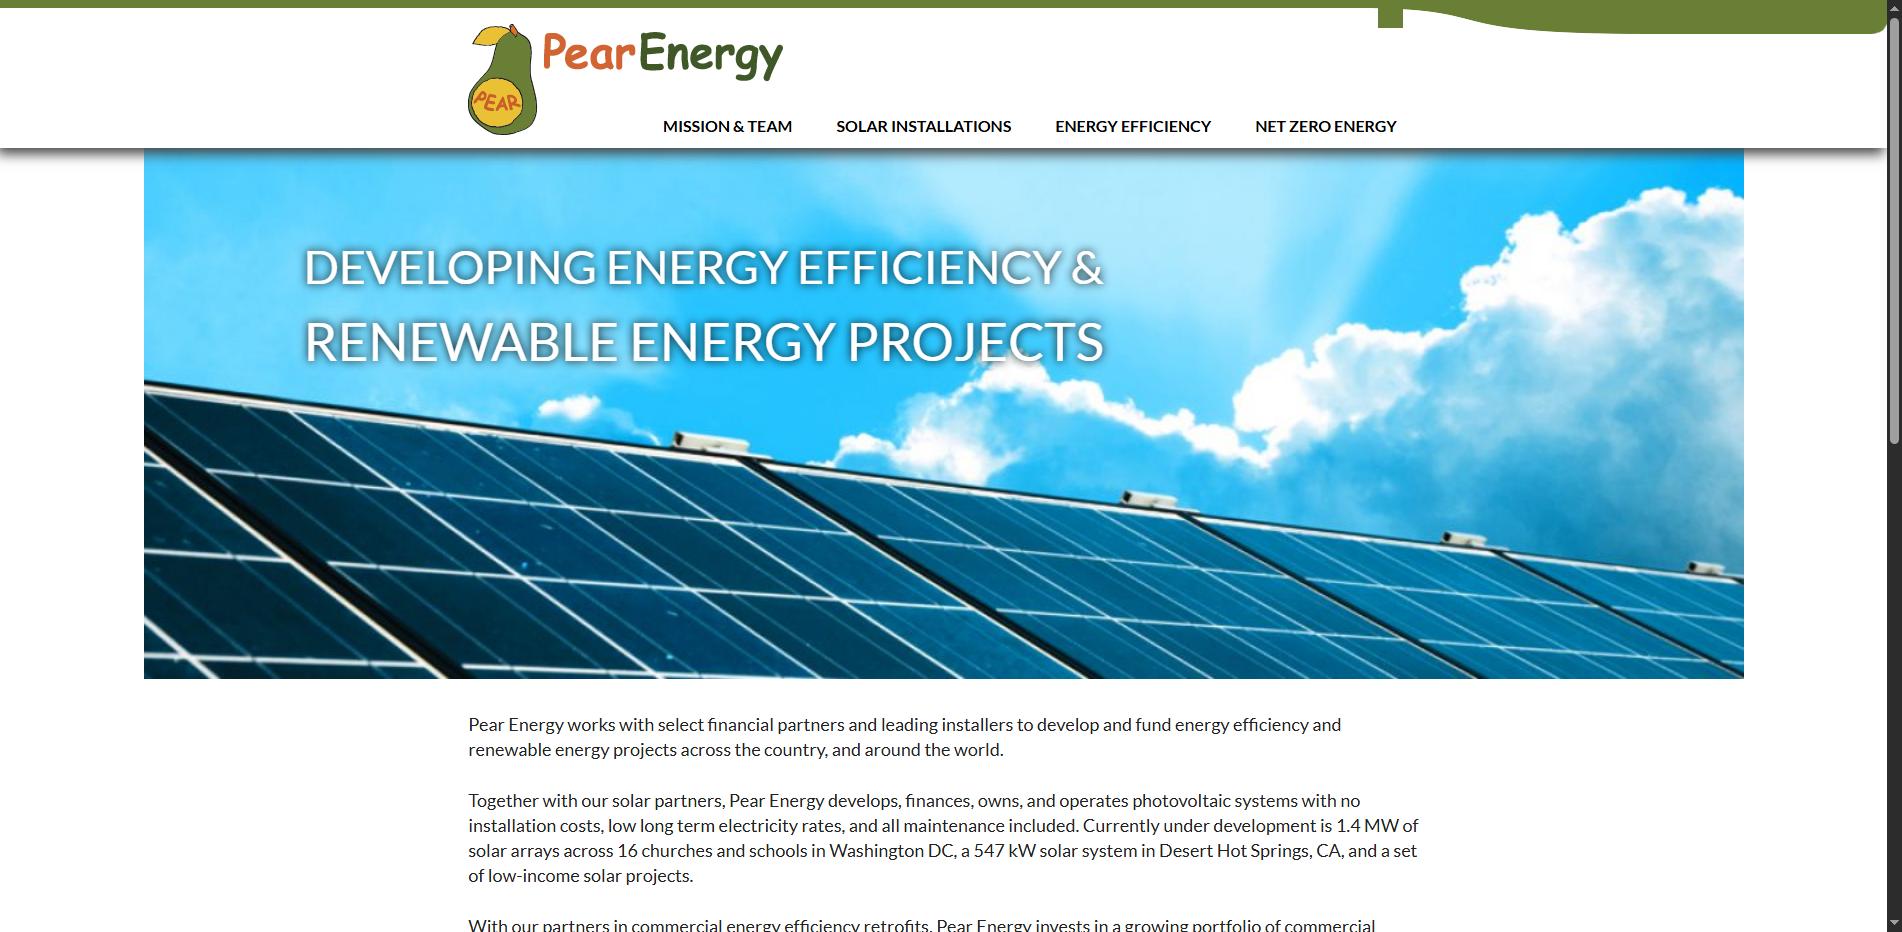 PEAR
PearEnergy
MISSION & TEAM SOLAR INSTALLATIONS ENERGY EFFICIENCY NET ZERO ENERGY
DEVELOPING ENERGY EFFICIENCY &
RENEWABLE ENERGY PROJECTS
Pear Energy works with select financial partners and leading installers to develop and fund energy efficiency and
renewable energy projects across the country, and around the world.
Together with our solar partners, Pear Energy develops, finances, owns, and operates photovoltaic systems with no
installation costs, low long term electricity rates, and all maintenance included. Currently under development is 1.4 MW of
solar arrays across 16 churches and schools in Washington DC, a 547 kW solar system in Desert Hot Springs, CA, and a set
of low-income solar projects.
With our partners in commercial energy efficiency retrofits, Pear Energy invests in a growing portfolio of commercial